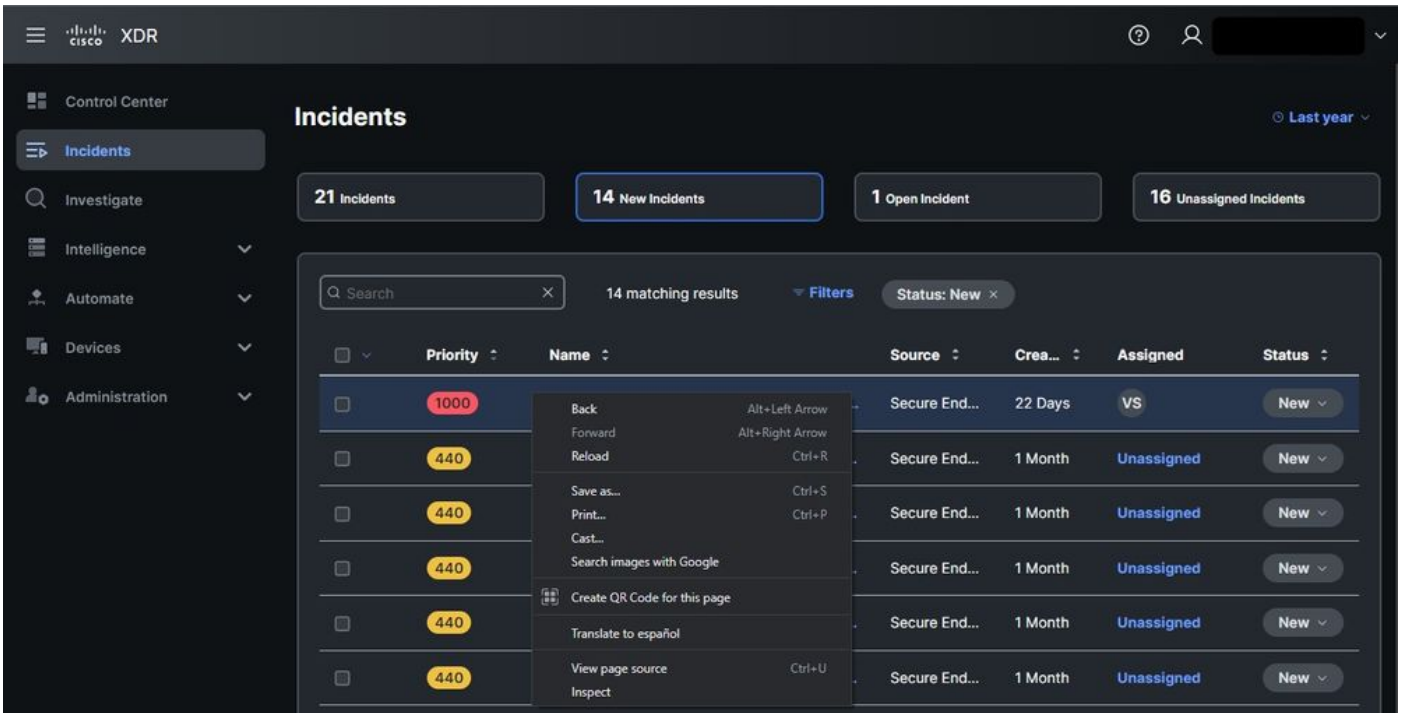 cisco XDR
Control Center
Incidents
Investigate
Intelligence
Automate
Devices
Administration
Incidents
Last year
21 Incidents
14 New Incidents
1 Open Incident
16 Unassigned Incidents
Search
14 matching results
Filters
Status: New ×
Priority Name Source Crea... Assigned Status
1000 Secure End... 22 Days VS New
440 Secure End... 1 Month Unassigned New
440 Secure End... 1 Month Unassigned New
440 Secure End... 1 Month Unassigned New
440 Secure End... 1 Month Unassigned New
440 Secure End... 1 Month Unassigned New
Back Alt+Left Arrow
Forward Alt+Right Arrow
Reload Ctrl+R
Save as... Ctrl+S
Print... Ctrl+P
Cast...
Search images with Google
Create QR Code for this page
Translate to español
View page source Ctrl+U
Inspect